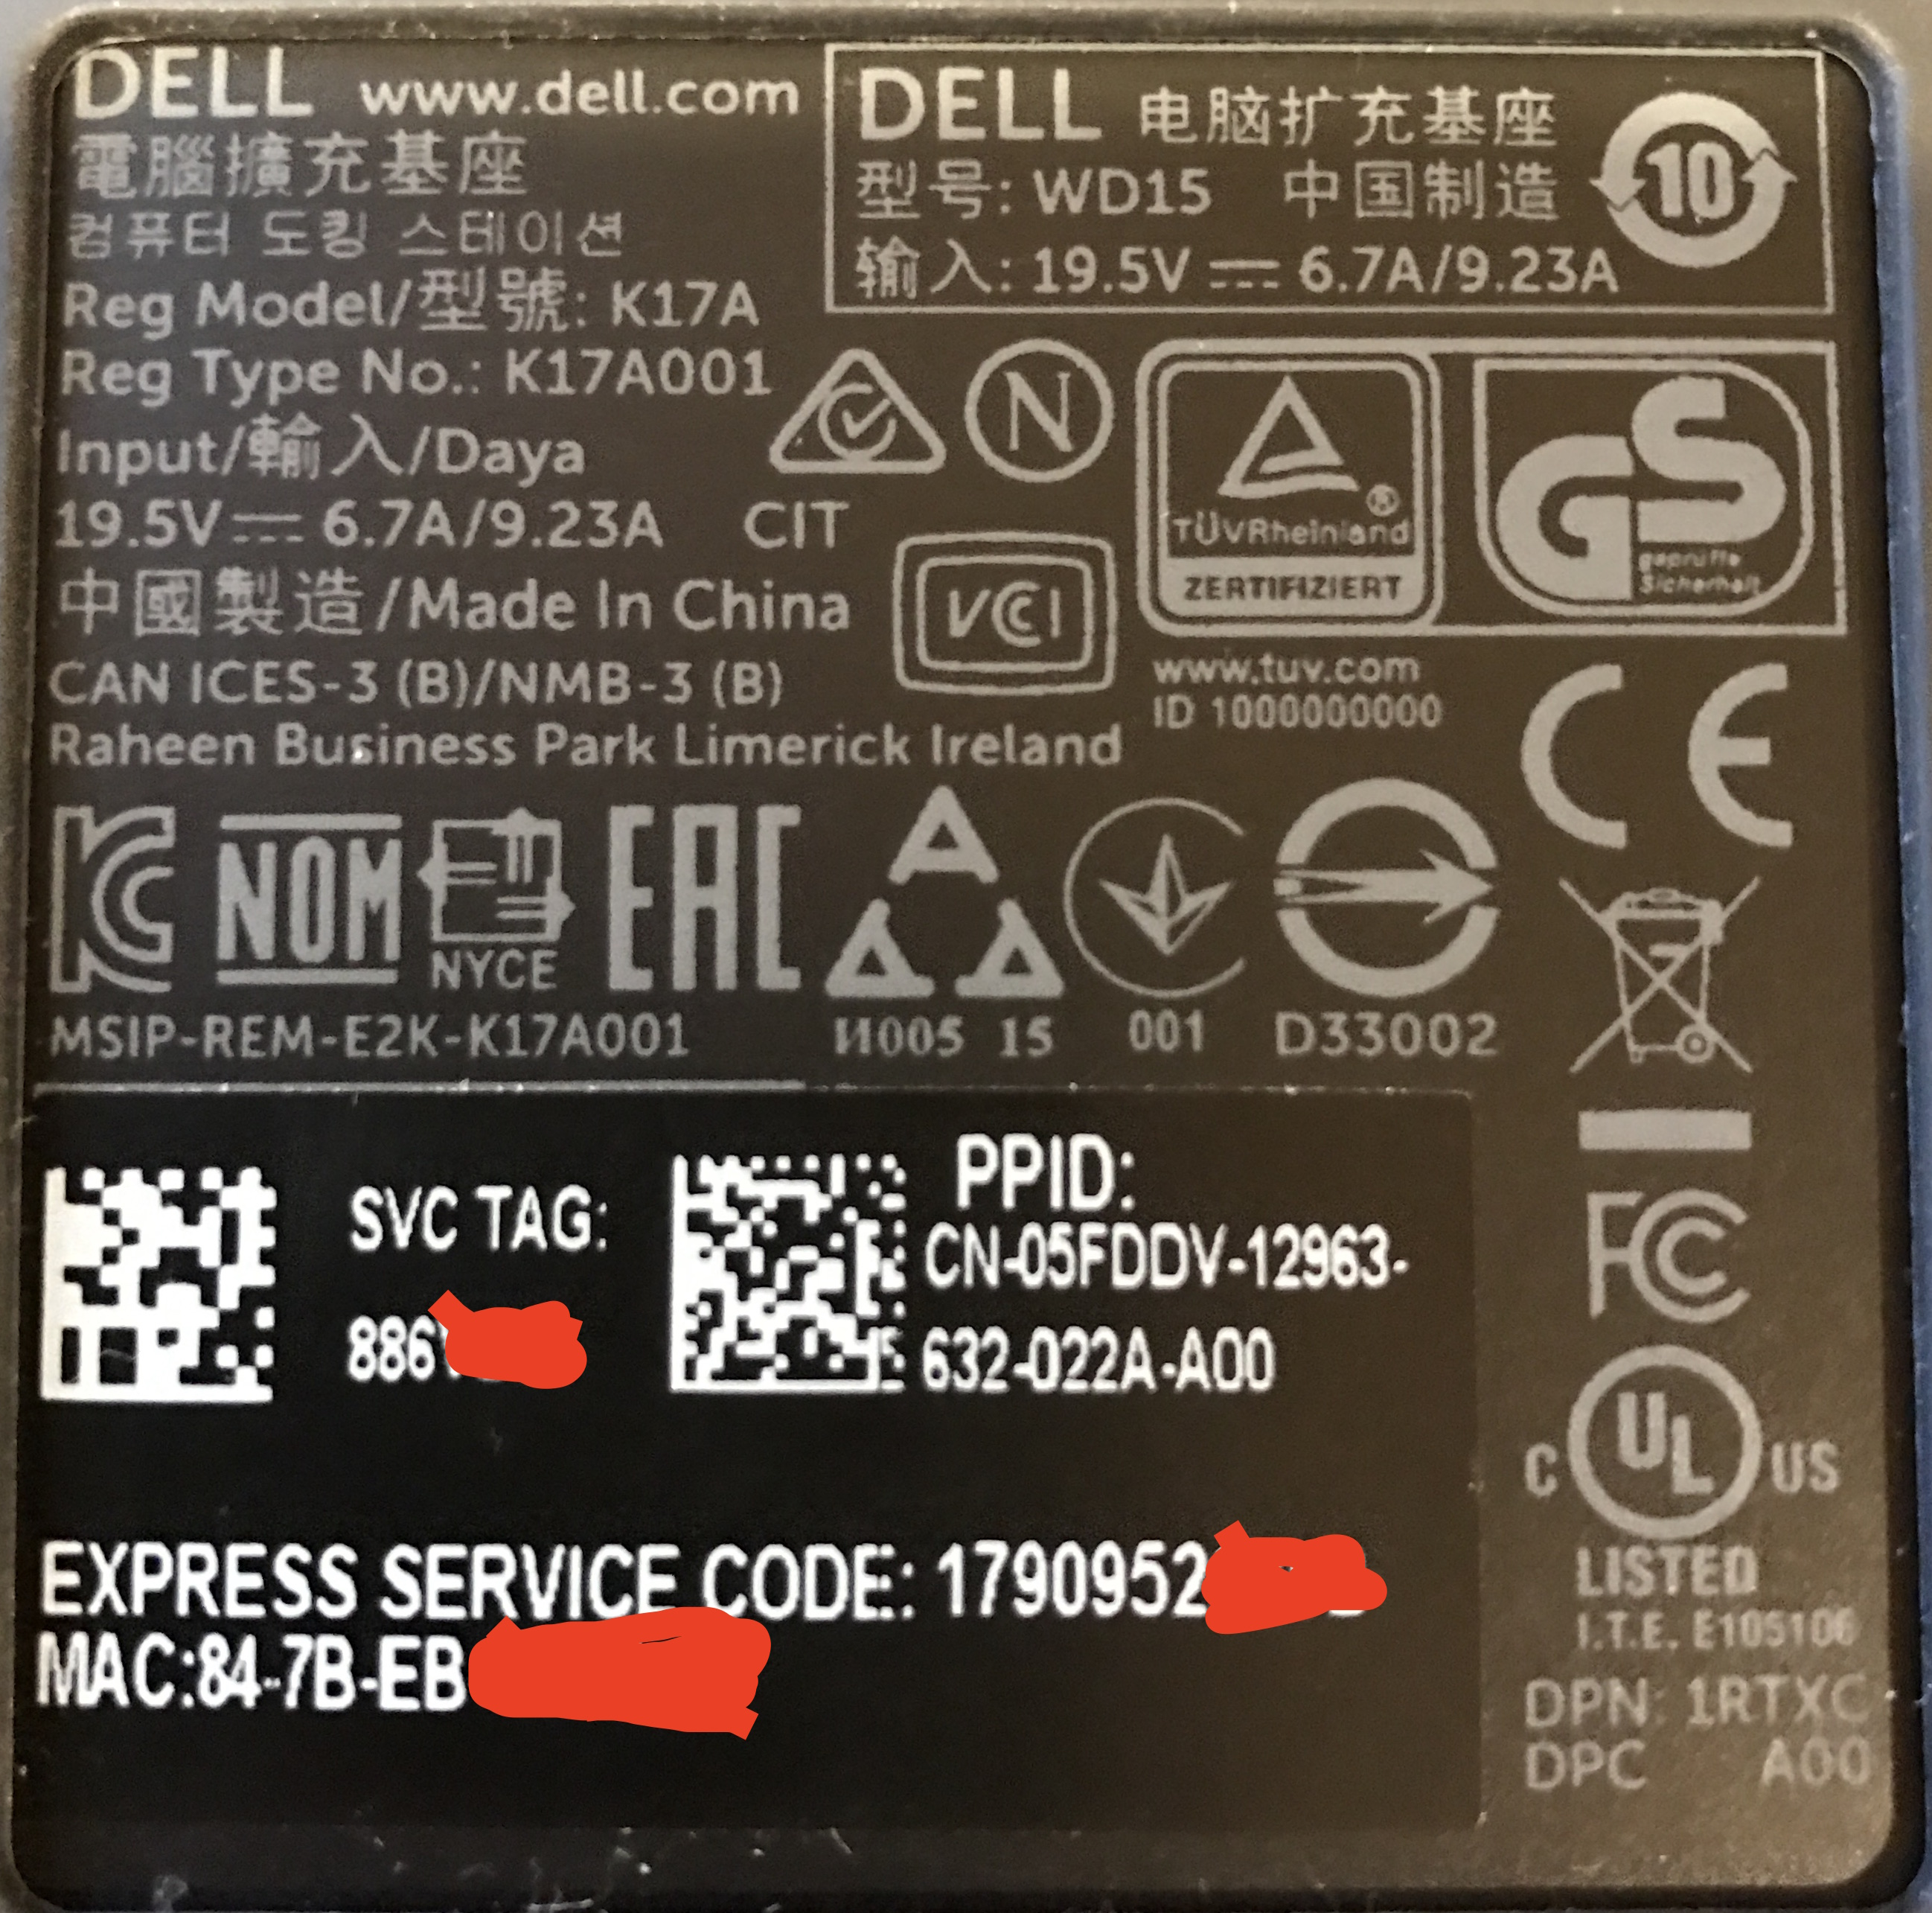 DELL www.dell.com
電腦擴充基座
컴퓨터 도킹 스테이션
Reg Model/型號: K17A
Reg Type No.: K17A001
Input/輸入/Daya
19.5V⎓6.7A/9.23A CIT
中國製造/Made In China
CAN ICES-3 (B)/NMB-3 (B)
Raheen Business Park Limerick Ireland
DELL 电脑扩充基座
型号: WD15 中国制造
输入: 19.5V⎓6.7A/9.23A
10
N
VCCI
TÜVRheinland®
ZERTIFIZIERT
GS
geprüfte
Sicherheit
www.tuv.com
ID 1000000000
CE
KC NOM NYCE EAC
MSIP-REM-E2K-K17A001
И005 15
001
D33002
FC
C UL US
LISTED
I.T.E. E105106
DPN: 1RTXC
DPC A00
SVC TAG:
886
PPID:
CN-05FDDV-12963-
632-022A-A00
EXPRESS SERVICE CODE: 1790952
MAC:84-7B-EB